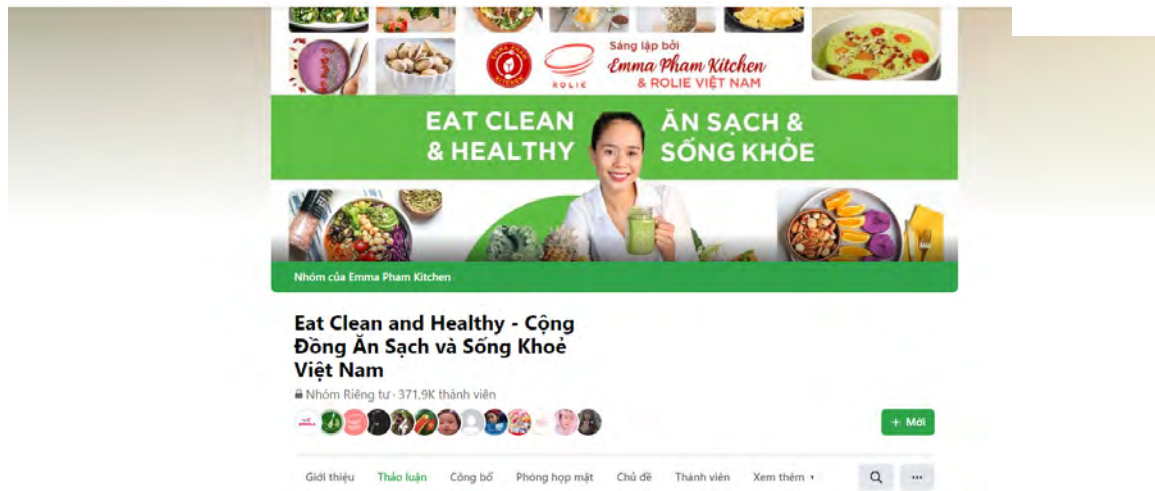 Sáng lập bởi
Emma Pham Kitchen
& ROLIE VIỆT NAM
ROLIE
EAT CLEAN
& HEALTHY
ĂN SẠCH &
SỐNG KHỎE
Nhóm của Emma Pham Kitchen
Eat Clean and Healthy - Cộng
Đồng Ăn Sạch và Sống Khoẻ
Việt Nam
Nhóm Riêng tư · 371,9K thành viên
+ Mời
Giới thiệu Thảo luận Công bố Phòng họp mặt Chủ đề Thành viên Xem thêm